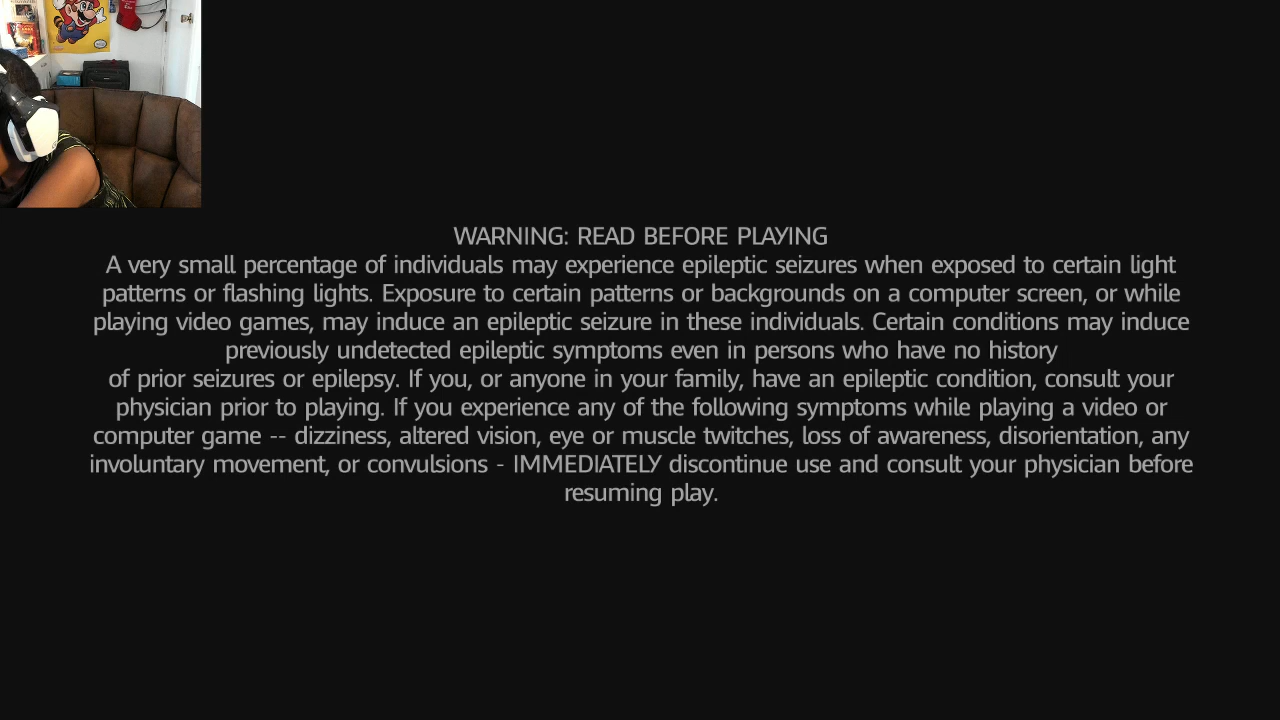 WARNING: READ BEFORE PLAYING
A very small percentage of individuals may experience epileptic seizures when exposed to certain light
patterns or flashing lights. Exposure to certain patterns or backgrounds on a computer screen, or while
playing video games, may induce an epileptic seizure in these individuals. Certain conditions may induce
previously undetected epileptic symptoms even in persons who have no history
of prior seizures or epilepsy. If you, or anyone in your family, have an epileptic condition, consult your
physician prior to playing. If you experience any of the following symptoms while playing a video or
computer game -- dizziness, altered vision, eye or muscle twitches, loss of awareness, disorientation, any
involuntary movement, or convulsions - IMMEDIATELY discontinue use and consult your physician before
resuming play.